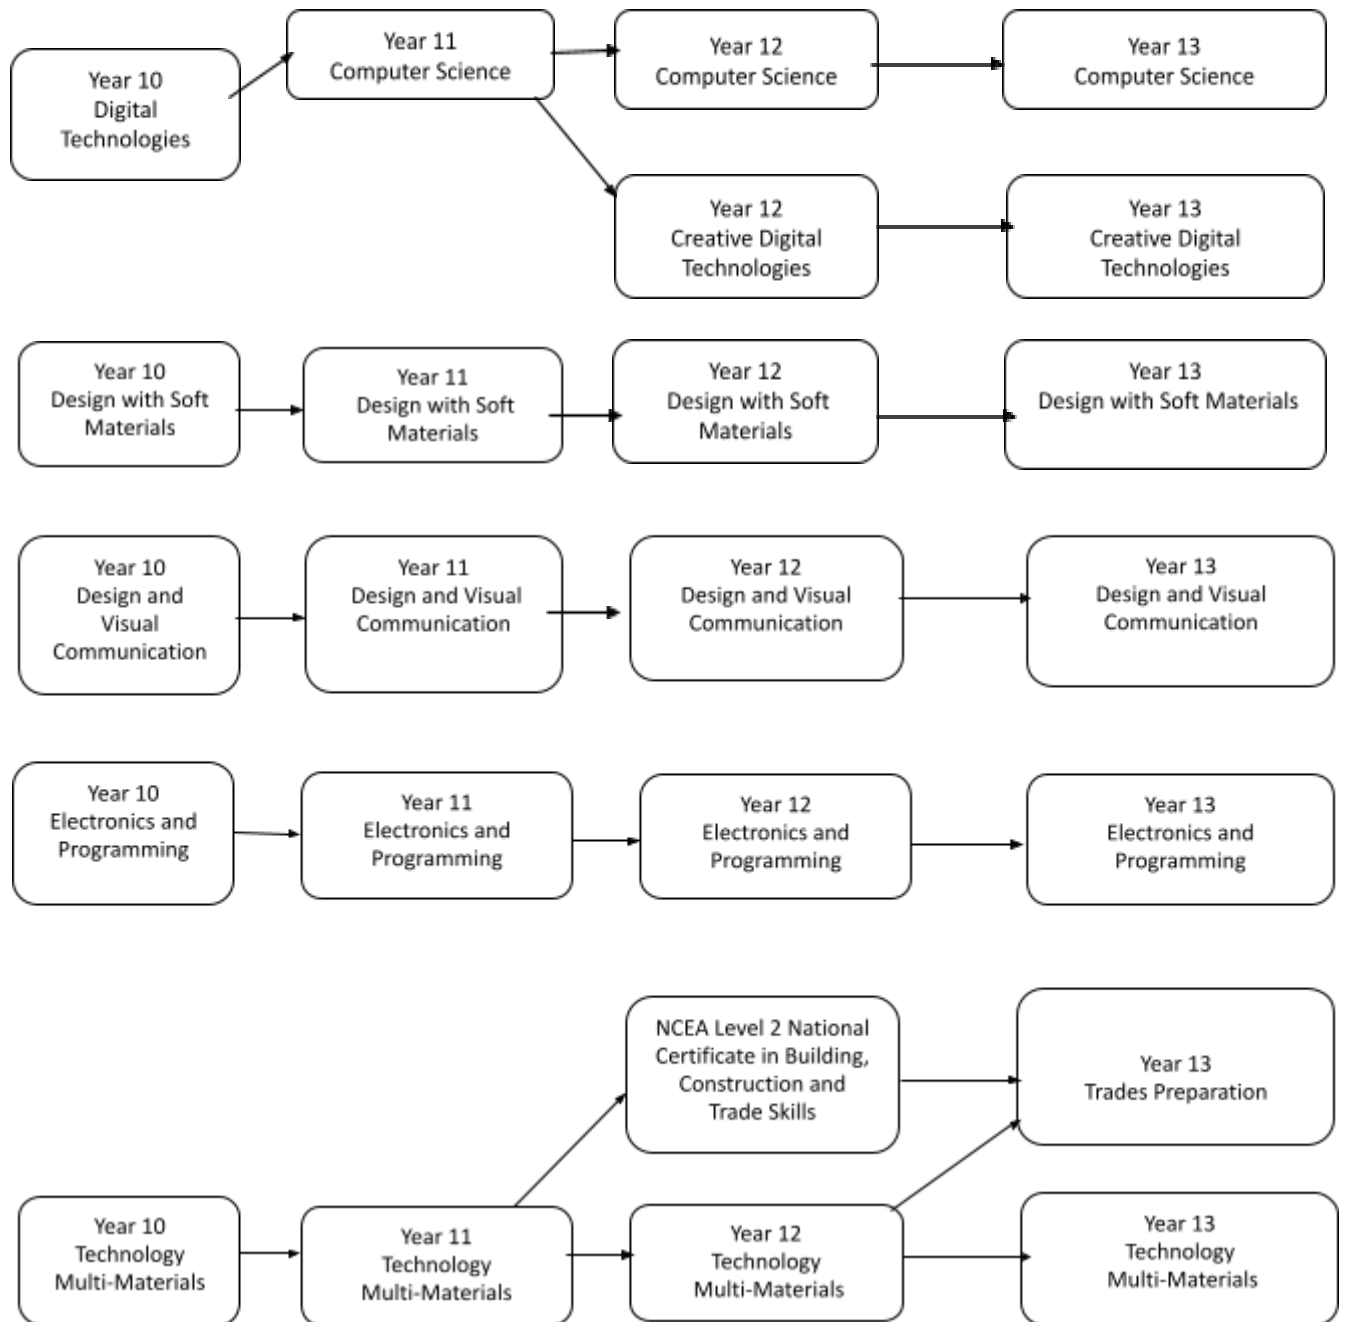 Year 10
Digital
Technologies
Year 11
Computer Science
Year 12
Computer Science
Year 13
Computer Science
Year 12
Creative Digital
Technologies
Year 13
Creative Digital
Technologies
Year 10
Design with Soft
Materials
Year 11
Design with Soft
Materials
Year 12
Design with Soft
Materials
Year 13
Design with Soft Materials
Year 10
Design and
Visual
Communication
Year 11
Design and Visual
Communication
Year 12
Design and Visual
Communication
Year 13
Design and Visual
Communication
Year 10
Electronics and
Programming
Year 11
Electronics and
Programming
Year 12
Electronics and
Programming
Year 13
Electronics and
Programming
NCEA Level 2 National
Certificate in Building,
Construction and
Trade Skills
Year 13
Trades Preparation
Year 10
Technology
Multi-Materials
Year 11
Technology
Multi-Materials
Year 12
Technology
Multi-Materials
Year 13
Technology
Multi-Materials